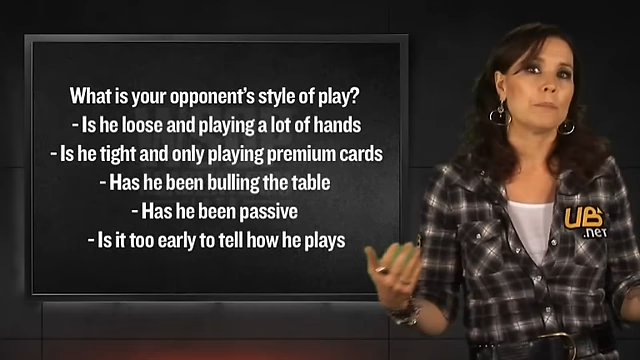 What is your opponent's style of play?
- Is he loose and playing a lot of hands
- Is he tight and only playing premium cards
- Has he been bulling the table
- Has he been passive
- Is it too early to tell how he plays
UB
.net